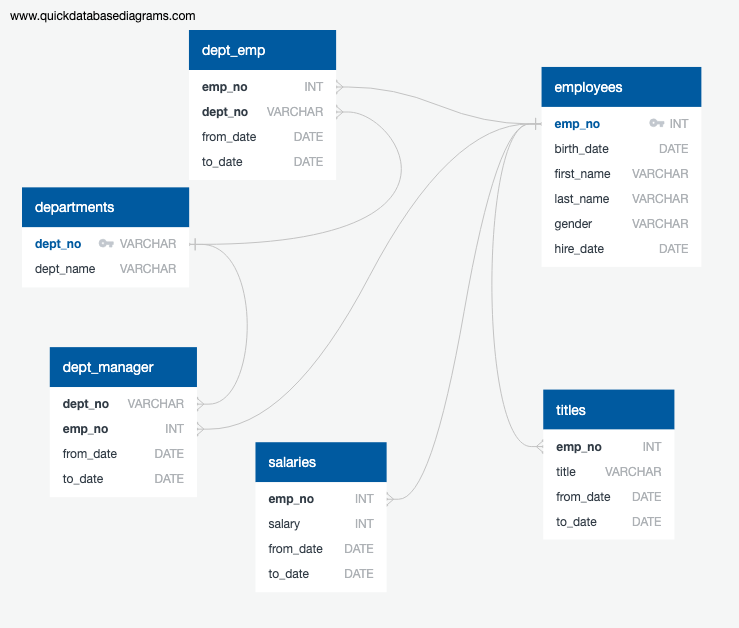 www.quickdatabasediagrams.com
dept_emp
emp_no INT
dept_no VARCHAR
from_date DATE
to_date DATE
employees
emp_no INT
birth_date DATE
first_name VARCHAR
last_name VARCHAR
gender VARCHAR
hire_date DATE
departments
dept_no VARCHAR
dept_name VARCHAR
dept_manager
dept_no VARCHAR
emp_no INT
from_date DATE
to_date DATE
salaries
emp_no INT
salary INT
from_date DATE
to_date DATE
titles
emp_no INT
title VARCHAR
from_date DATE
to_date DATE